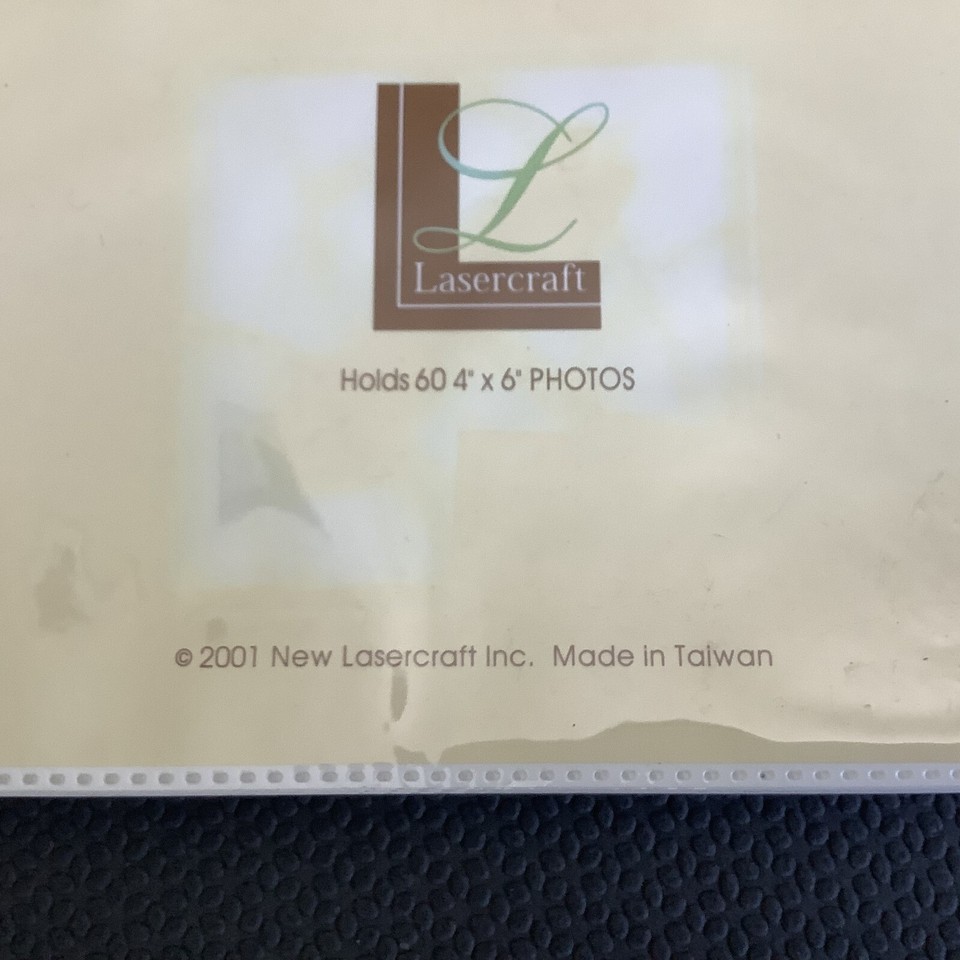 L
Lasercraft
Holds 60 4" x 6" PHOTOS
© 2001 New Lasercraft Inc. Made in Taiwan